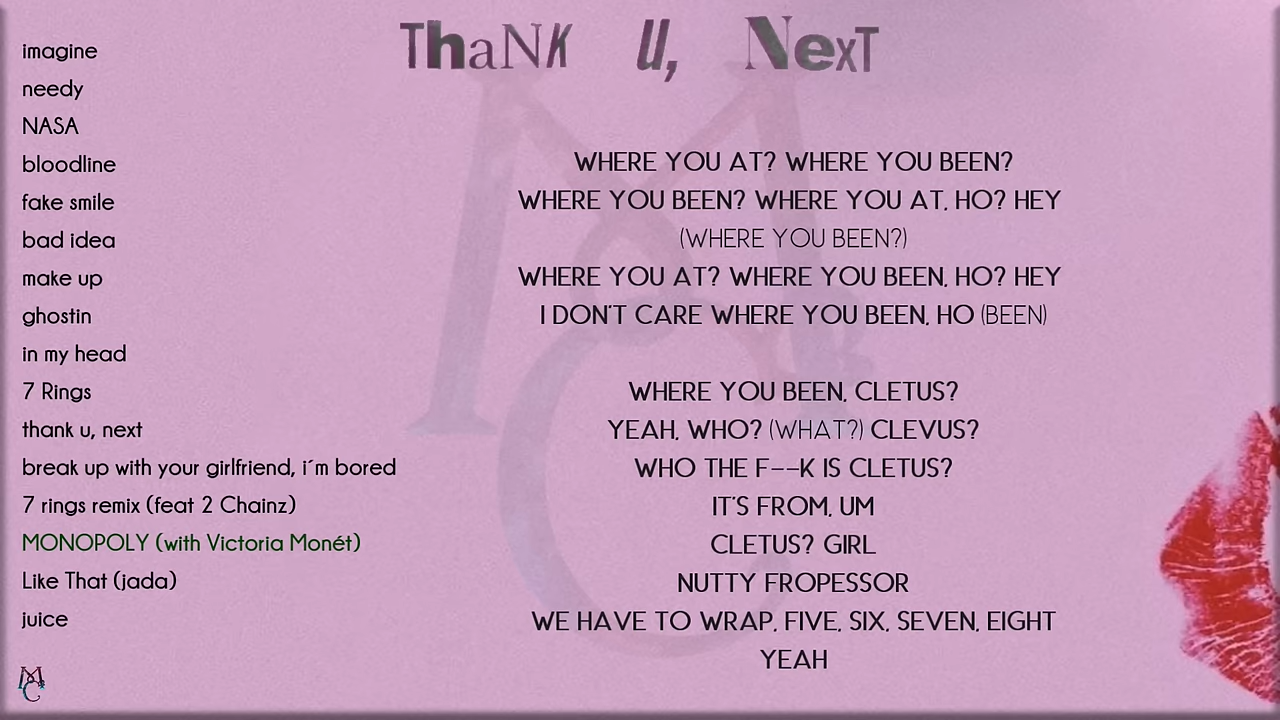 ThaNK U, NexT
imagine
needy
NASA
bloodline
fake smile
bad idea
make up
ghostin
in my head
7 Rings
thank u, next
break up with your girlfriend, i´m bored
7 rings remix (feat 2 Chainz)
MONOPOLY (with Victoria Monét)
Like That (jada)
juice
WHERE YOU AT? WHERE YOU BEEN?
WHERE YOU BEEN? WHERE YOU AT, HO? HEY
(WHERE YOU BEEN?)
WHERE YOU AT? WHERE YOU BEEN, HO? HEY
I DON'T CARE WHERE YOU BEEN, HO (BEEN)
WHERE YOU BEEN, CLETUS?
YEAH, WHO? (WHAT?) CLEVUS?
WHO THE F--K IS CLETUS?
IT'S FROM, UM
CLETUS? GIRL
NUTTY FROPESSOR
WE HAVE TO WRAP, FIVE, SIX, SEVEN, EIGHT
YEAH
MC
MC